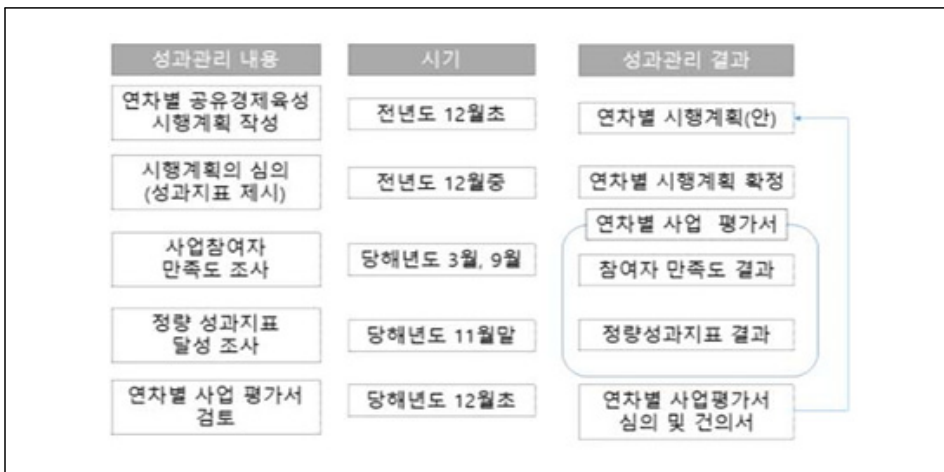 성과관리 내용
시기
성과관리 결과
연차별 공유경제육성
시행계획 작성
전년도 12월초
연차별 시행계획(안)
시행계획의 심의
(성과지표 제시)
전년도 12월중
연차별 시행계획 확정
연차별 사업 평가서
사업참여자
만족도 조사
당해년도 3월, 9월
참여자 만족도 결과
정량 성과지표
달성 조사
당해년도 11월말
정량성과지표 결과
연차별 사업 평가서
검토
당해년도 12월초
연차별 사업평가서
심의 및 건의서